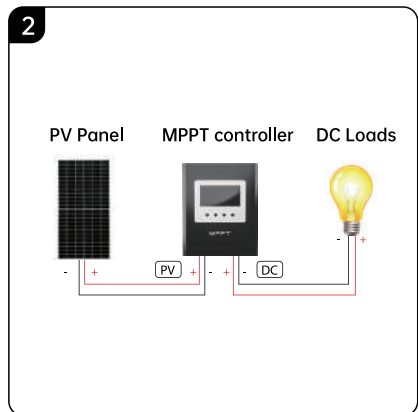 2
PV Panel MPPT controller DC Loads
MPPT
- +
- + PV + - + - DC